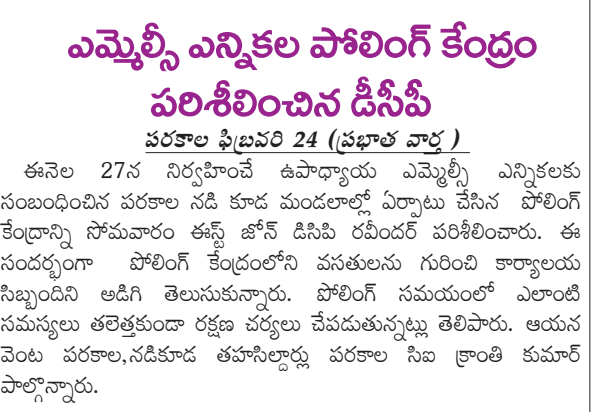 ఎమ్మెల్సీ ఎన్నికల పోలింగ్ కేంద్రం
పరిశీలించిన డీసీపీ
పరకాల ఫిబ్రవరి 24 (ప్రభాత వార్త )
ఈనెల 27న నిర్వహించే ఉపాధ్యాయ ఎమ్మెల్సీ ఎన్నికలకు
సంబంధించిన పరకాల నడి కూడ మండలాల్లో ఏర్పాటు చేసిన పోలింగ్
కేంద్రాన్ని సోమవారం ఈస్ట్ జోన్ డిసిపి రవీందర్ పరిశీలించారు. ఈ
సందర్భంగా పోలింగ్ కేంద్రంలోని వసతులను గురించి కార్యాలయ
సిబ్బందిని అడిగి తెలుసుకున్నారు. పోలింగ్ సమయంలో ఎలాంటి
సమస్యలు తలెత్తకుండా రక్షణ చర్యలు చేపడుతున్నట్లు తెలిపారు. ఆయన
వెంట పరకాల,నడికూడ తహసిల్దార్లు పరకాల సిఐ క్రాంతి కుమార్
పాల్గొన్నారు.